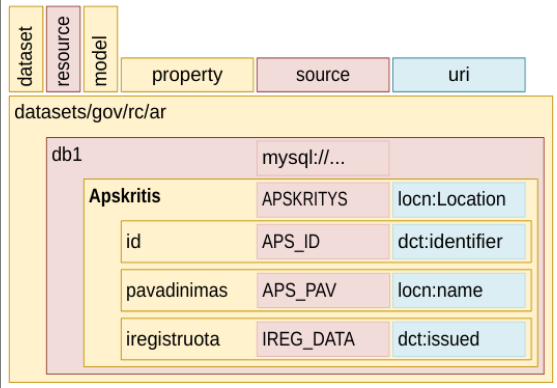 dataset resource model property source uri
datasets/gov/rc/ar
db1 mysql://...
Apskritis APSKRITYS locn:Location
id APS_ID dct:identifier
pavadinimas APS_PAV locn:name
iregistruota IREG_DATA dct:issued